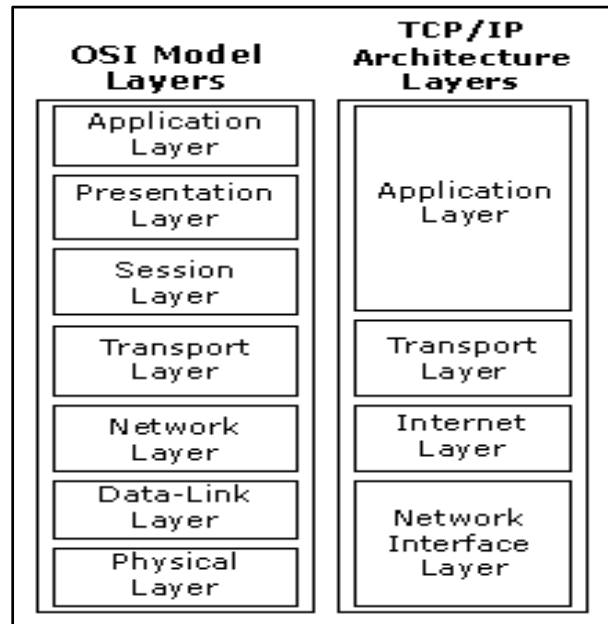 OSI Model
Layers
Application
Layer
Presentation
Layer
Session
Layer
Transport
Layer
Network
Layer
Data-Link
Layer
Physical
Layer
TCP/IP
Architecture
Layers
Application
Layer
Transport
Layer
Internet
Layer
Network
Interface
Layer